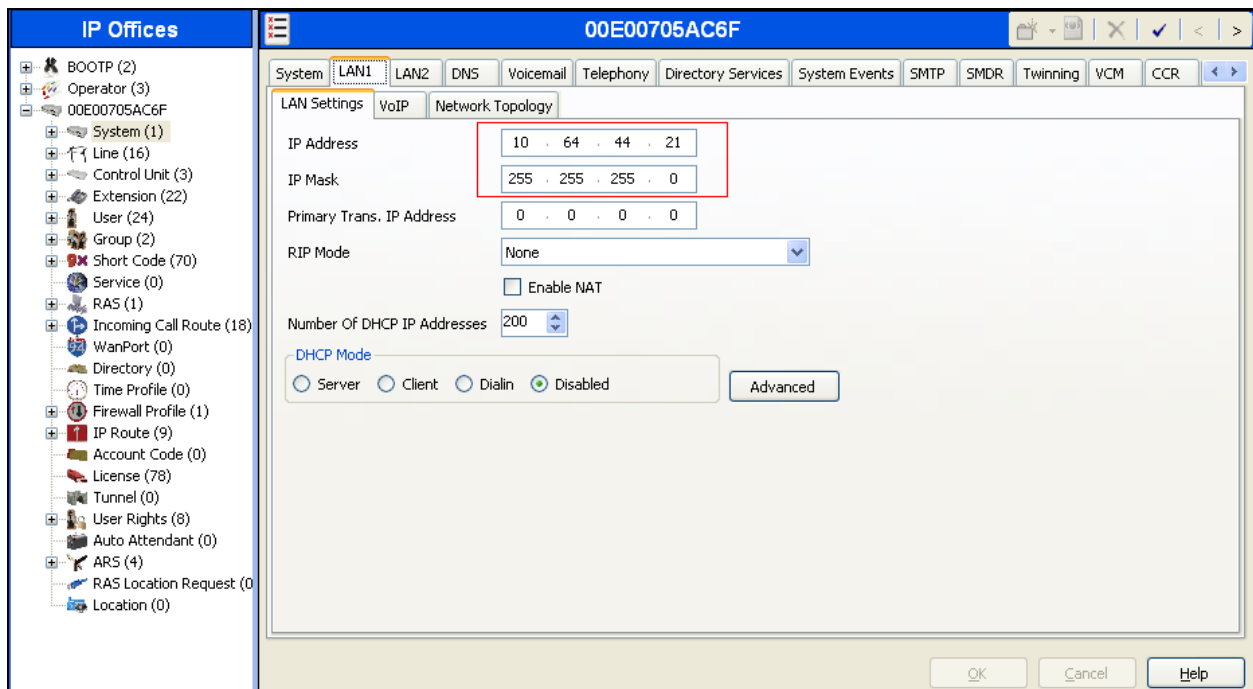 IP Offices
BOOTP (2)
Operator (3)
00E00705AC6F
System (1)
Line (16)
Control Unit (3)
Extension (22)
User (24)
Group (2)
Short Code (70)
Service (0)
RAS (1)
Incoming Call Route (18)
WanPort (0)
Directory (0)
Time Profile (0)
Firewall Profile (1)
IP Route (9)
Account Code (0)
License (78)
Tunnel (0)
User Rights (8)
Auto Attendant (0)
ARS (4)
RAS Location Request (0
Location (0)
00E00705AC6F
System LAN1 LAN2 DNS Voicemail Telephony Directory Services System Events SMTP SMDR Twinning VCM CCR
LAN Settings VoIP Network Topology
IP Address 10 . 64 . 44 . 21
IP Mask 255 . 255 . 255 . 0
Primary Trans. IP Address 0 . 0 . 0 . 0
RIP Mode None
Enable NAT
Number Of DHCP IP Addresses 200
DHCP Mode
Server Client Dialin Disabled Advanced
OK Cancel Help